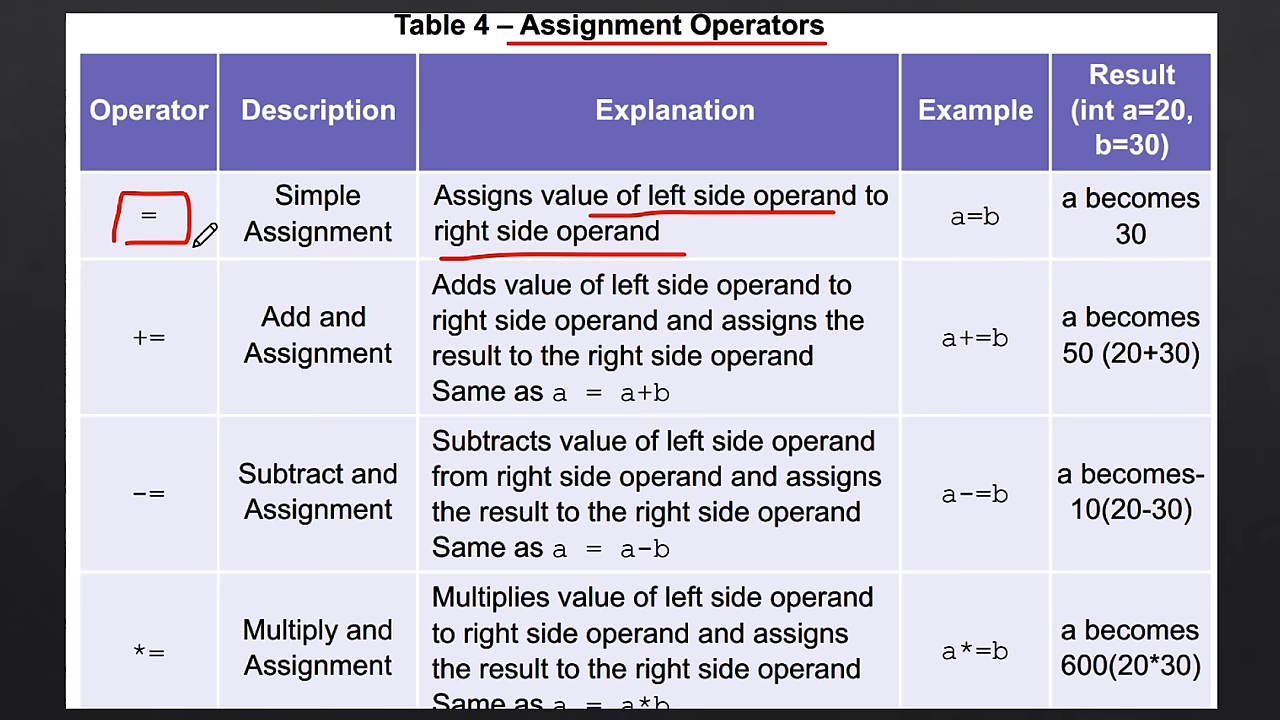 Table 4 – Assignment Operators
Operator
Description
Explanation
Example
Result
(int a=20,
b=30)
=
Simple
Assignment
Assigns value of left side operand to
right side operand
a=b
a becomes
30
+=
Add and
Assignment
Adds value of left side operand to
right side operand and assigns the
result to the right side operand
Same as a = a+b
a+=b
a becomes
50 (20+30)
-=
Subtract and
Assignment
Subtracts value of left side operand
from right side operand and assigns
the result to the right side operand
Same as a = a-b
a-=b
a becomes-
10(20-30)
*=
Multiply and
Assignment
Multiplies value of left side operand
to right side operand and assigns
the result to the right side operand
Same as a = a*b
a*=b
a becomes
600(20*30)